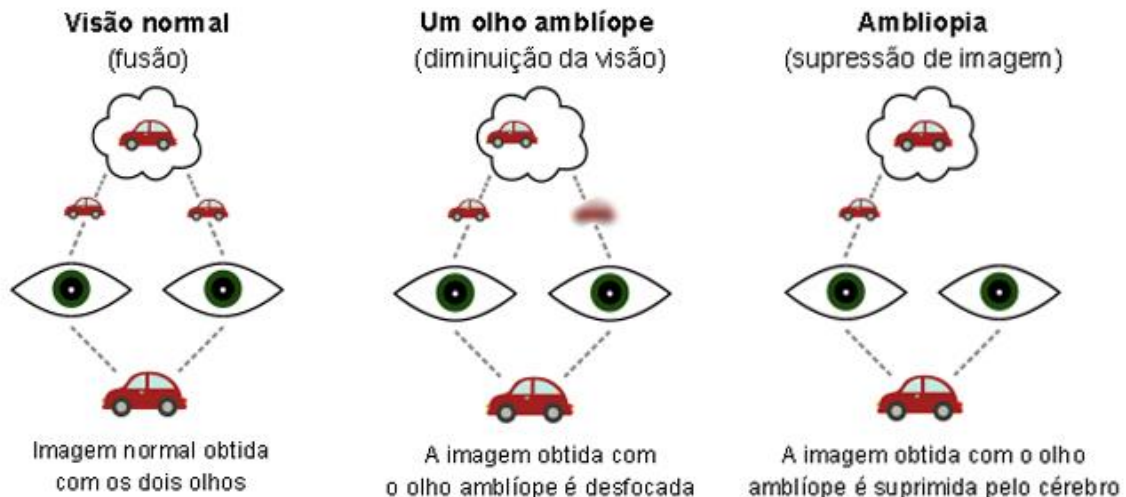 Visão normal
(fusão)
Imagem normal obtida
com os dois olhos
Um olho amblíope
(diminuição da visão)
A imagem obtida com
o olho amblíope é desfocada
Ambliopia
(supressão de imagem)
A imagem obtida com o olho
amblíope é suprimida pelo cérebro